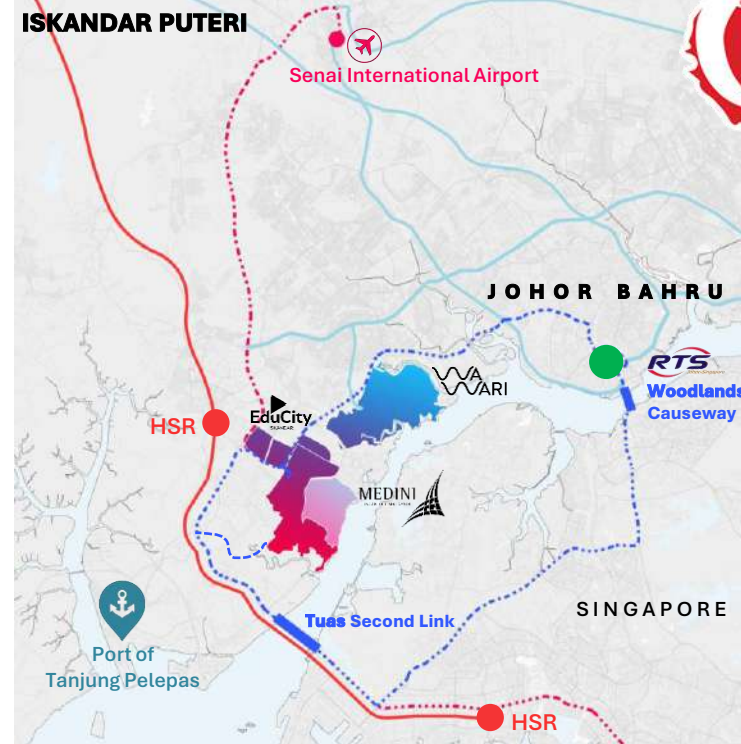 ISKANDAR PUTERI
Senai International Airport
JOHOR BAHRU
RTS
Woodlands
Causeway
WARI
EduCity
ISKANDAR
HSR
MEDINI
Tuas Second Link
SINGAPORE
Port of
Tanjung Pelepas
HSR